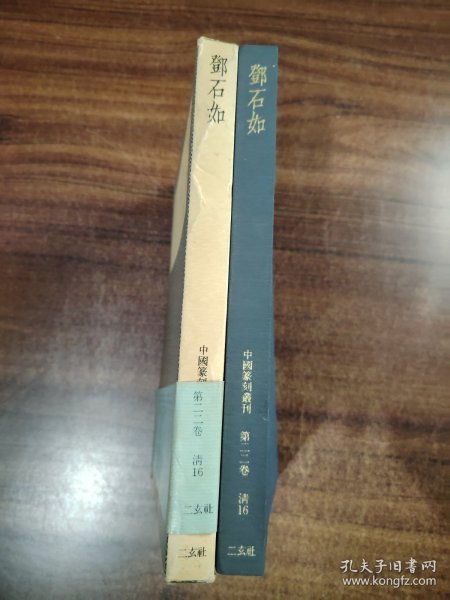 鄧石如
中國篆刻
第二二卷
清16
二玄社
二玄社
鄧石如
中國篆刻叢刊
第二二卷
清16
二玄社
孔夫子旧书网
www.kongfz.com